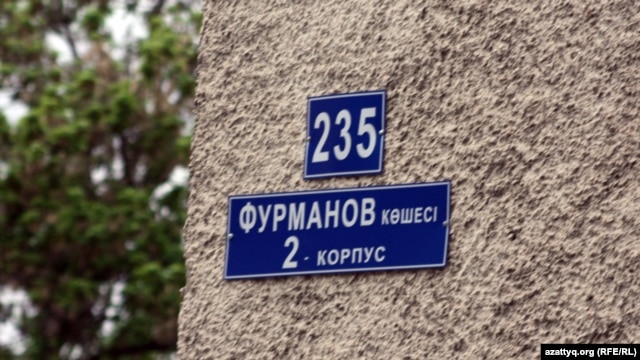 235
ФУРМАНОВ КӨШЕСІ
2 - КОРПУС
azattyq.org (RFE/RL)